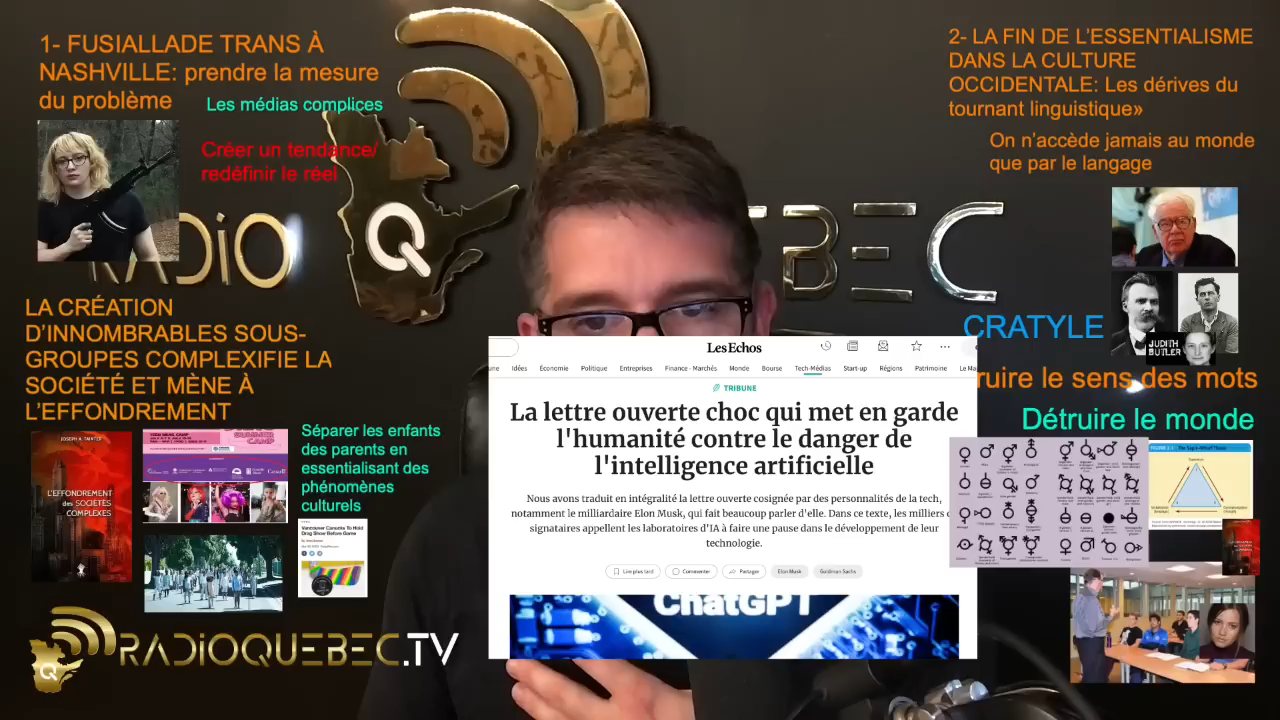 1- FUSIALLADE TRANS À
NASHVILLE: prendre la mesure
du problème
Les médias complices
Créer un tendance/
redéfinir le réel
RADiO
BEC
Q
LA CRÉATION
D'INNOMBRABLES SOUS-
GROUPES COMPLEXIFIE LA
SOCIÉTÉ ET MÈNE À
L'EFFONDREMENT
JOSEPH A. TAINTER
L'EFFONDREMENT
des SOCIÉTÉS
COMPLEXES
Séparer les enfants
des parents en
essentialisant des
phénomènes
culturels
Vancouver Canucks To Hold
Drag Show Before Game
Q
RADiOQUEBEC.TV
Les Echos
Idées Économie Politique Entreprises Finance - Marchés Monde Bourse Tech-Médias Start-up Régions Patrimoine Le
TRIBUNE
La lettre ouverte choc qui met en garde
l'humanité contre le danger de
l'intelligence artificielle
Nous avons traduit en intégralité la lettre ouverte cosignée par des personnalités de la tech,
notamment le milliardaire Elon Musk, qui fait beaucoup parler d'elle. Dans ce texte, les milliers
signataires appellent les laboratoires d'IA à faire une pause dans le développement de leur
technologie.
Lire plus tard Commenter Partager Elon Musk Goldman Sachs
ChatGPT
2- LA FIN DE L'ESSENTIALISME
DANS LA CULTURE
OCCIDENTALE: Les dérives du
tournant linguistique»
On n'accède jamais au monde
que par le langage
JUDITH
BUTLER
CRATYLE
ruire le sens des mots
Détruire le monde